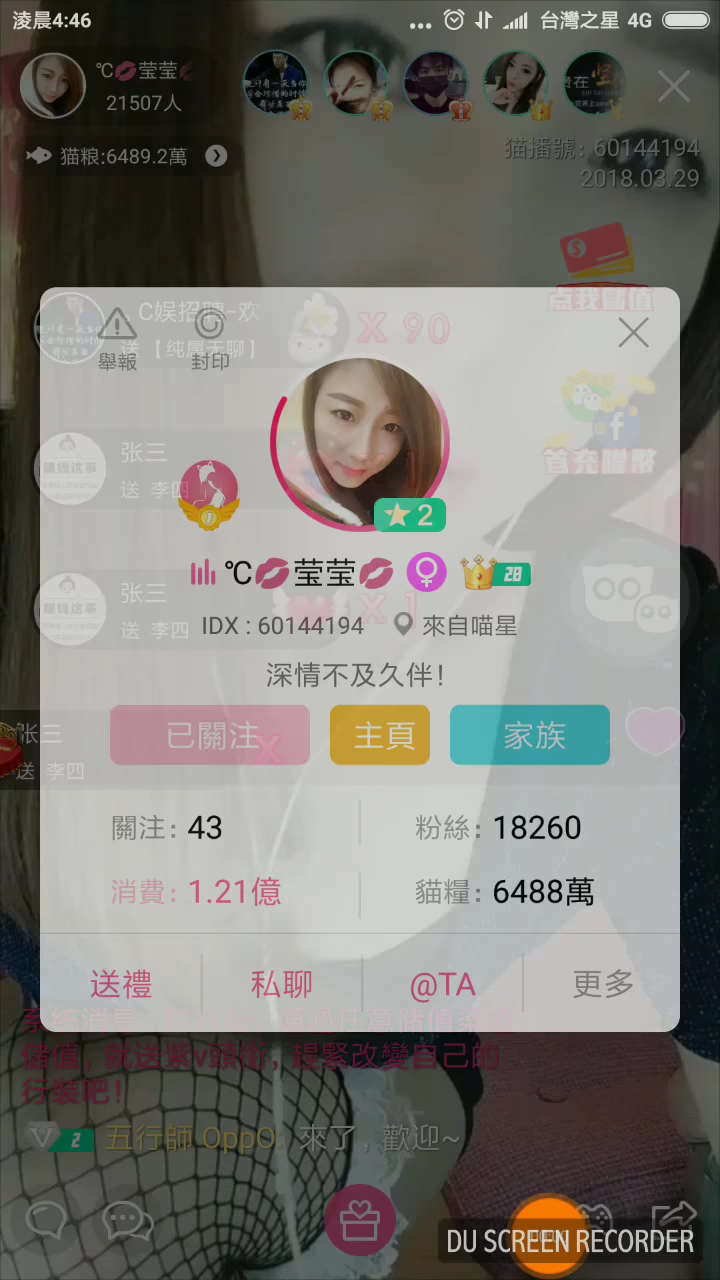 凌晨4:46
... 台灣之星 4G
℃💋莹莹
21507人
猫粮:6489.2萬
猫播號: 60144194
2018.03.29
点我儲值
C娱招聘-欢
送【纯属无聊】
X 90
舉報
封印
首充贈幣
张三
送 李四
2
℃💋莹莹💋
28
张三
送 李四
X 1
IDX : 60144194
來自喵星
深情不及久伴!
张三
送 李四
已關注
主頁
家族
關注: 43
粉絲: 18260
消費: 1.21億
貓糧: 6488萬
送禮
私聊
@TA
更多
儲值, 就送紫v頭銜, 趕緊改變自己的
行裝吧!
V 2 五行師 OppO: 來了, 歡迎~
DU SCREEN RECORDER